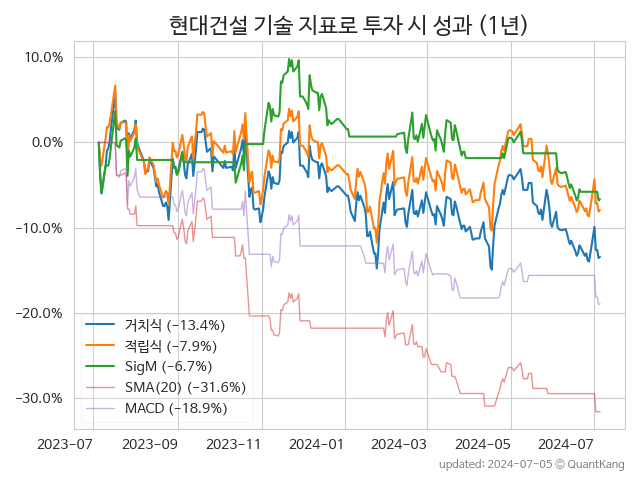 현대건설 기술 지표로 투자 시 성과 (1년)
10.0%
0.0%
−10.0%
−20.0%
−30.0%
거치식 (−13.4%)
적립식 (−7.9%)
SigM (−6.7%)
SMA(20) (−31.6%)
MACD (−18.9%)
2023−07
2023−09
2023−11
2024−01
2024−03
2024−05
2024−07
updated: 2024−07−05 © QuantKang